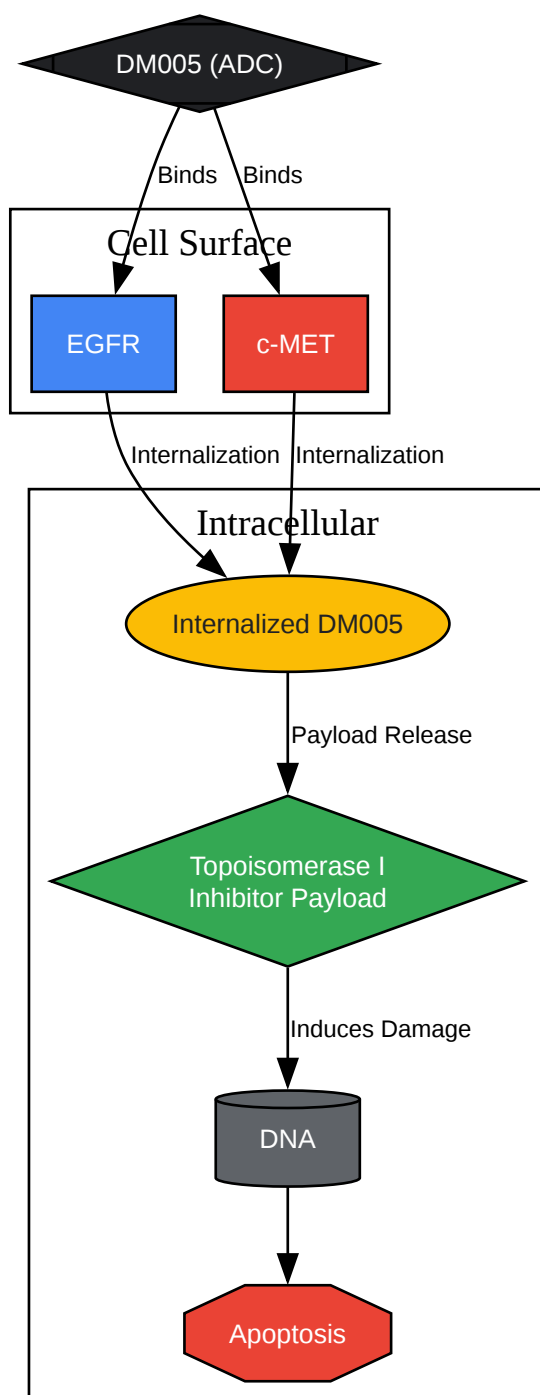 DM005 (ADC)
Binds
Binds
Cell Surface
EGFR
c-MET
Internalization
Internalization
Intracellular
Internalized DM005
Payload Release
Topoisomerase I
Inhibitor Payload
Induces Damage
DNA
Apoptosis